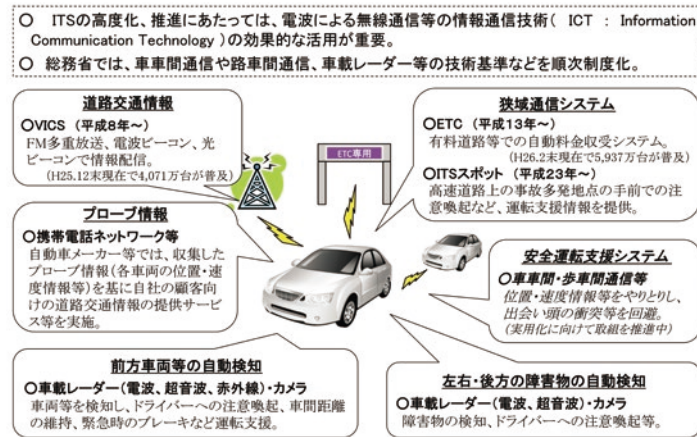 ○ ITSの高度化、推進にあたっては、電波による無線通信等の情報通信技術( ICT : Information
Communication Technology )の効果的な活用が重要。
○ 総務省では、車車間通信や路車間通信、車載レーダー等の技術基準などを順次制度化。
道路交通情報
○VICS (平成8年～)
FM多重放送、電波ビーコン、光
ビーコンで情報配信。
(H25.12末現在で4,071万台が普及)
ETC専用
狭域通信システム
○ETC (平成13年～)
有料道路等での自動料金収受システム。
(H26.2末現在で5,937万台が普及)
○ITSスポット (平成23年～)
高速道路上の事故多発地点の手前での注
意喚起など、運転支援情報を提供。
プローブ情報
○携帯電話ネットワーク等
自動車メーカー等では、収集した
プローブ情報(各車両の位置・速
度情報等)を基に自社の顧客向
けの道路交通情報の提供サービ
ス等を実施。
安全運転支援システム
○車車間・歩車間通信等
位置・速度情報等をやりとりし、
出会い頭の衝突等を回避。
(実用化に向けて取組を推進中)
前方車両等の自動検知
○車載レーダー(電波、超音波、赤外線)・カメラ
車両等を検知し、ドライバーへの注意喚起、車間距離
の維持、緊急時のブレーキなど運転支援。
左右・後方の障害物の自動検知
○車載レーダー(電波、超音波)・カメラ
障害物の検知、ドライバーへの注意喚起等。